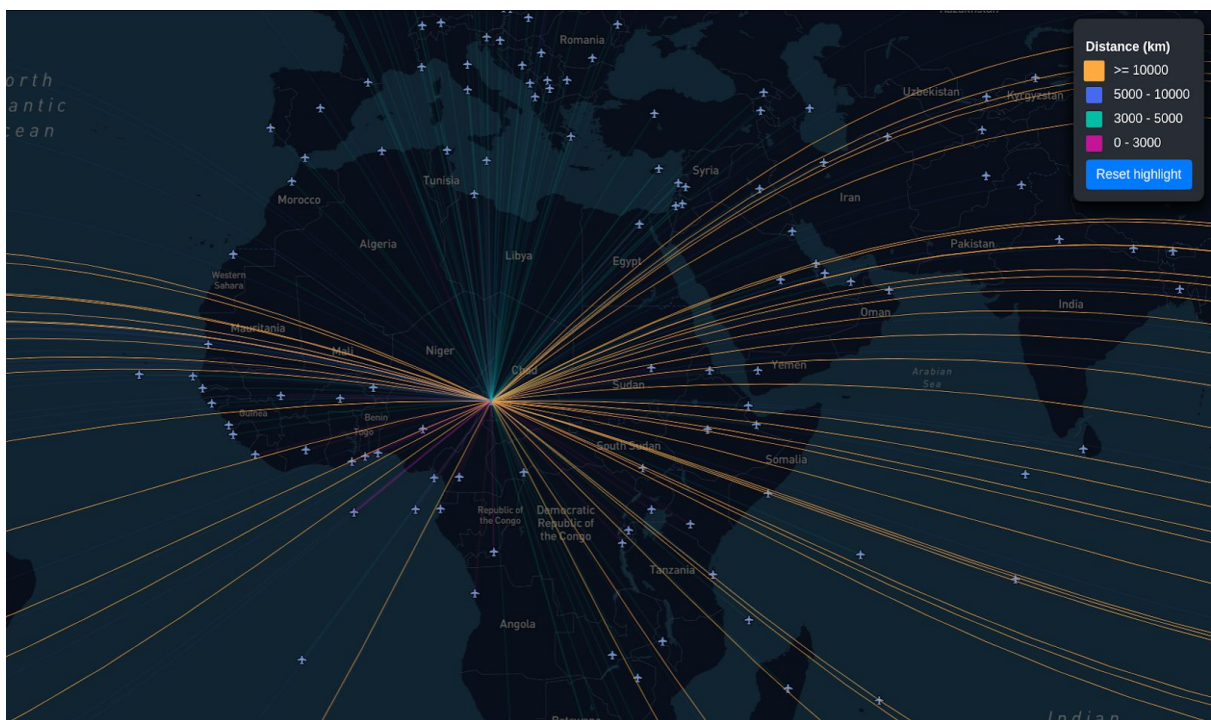 Kazakhstan
Romania
Distance (km)
>= 10000
5000 - 10000
3000 - 5000
0 - 3000
Reset highlight
orth
antic
cean
Uzbekistan
Kyrgyzstan
Syria
Tunisia
Morocco
Iran
Algeria
Libya
Egypt
Pakistan
Western
Sahara
India
Oman
Mauritania
Mali
Niger
Chad
Sudan
Yemen
Arabian
Sea
Guinea
Benin
Togo
South Sudan
Somalia
Republic of
the Congo
Democratic
Republic of
the Congo
Tanzania
Angola
Botswana
Indian